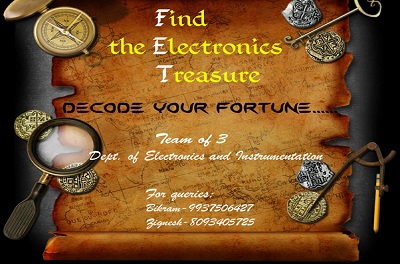 Find
the Electronics
Treasure
DECODE YOUR FORTUNE......
Team of 3
Dept. of Electronics and Instrumentation
For queries:
Bikram-9937506427
Zignesh-8093405725